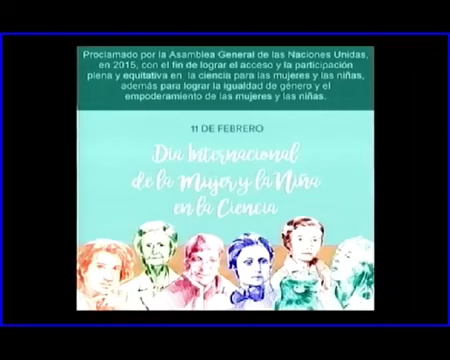 Proclamado por la Asamblea General de las Naciones Unidas,
en 2015, con el fin de lograr el acceso y la participación
plena y equitativa en la ciencia para las mujeres y las niñas,
además para lograr la igualdad de género y el
empoderamiento de las mujeres y las niñas.
11 DE FEBRERO
Día Internacional
de la Mujer y la Niña
en la Ciencia